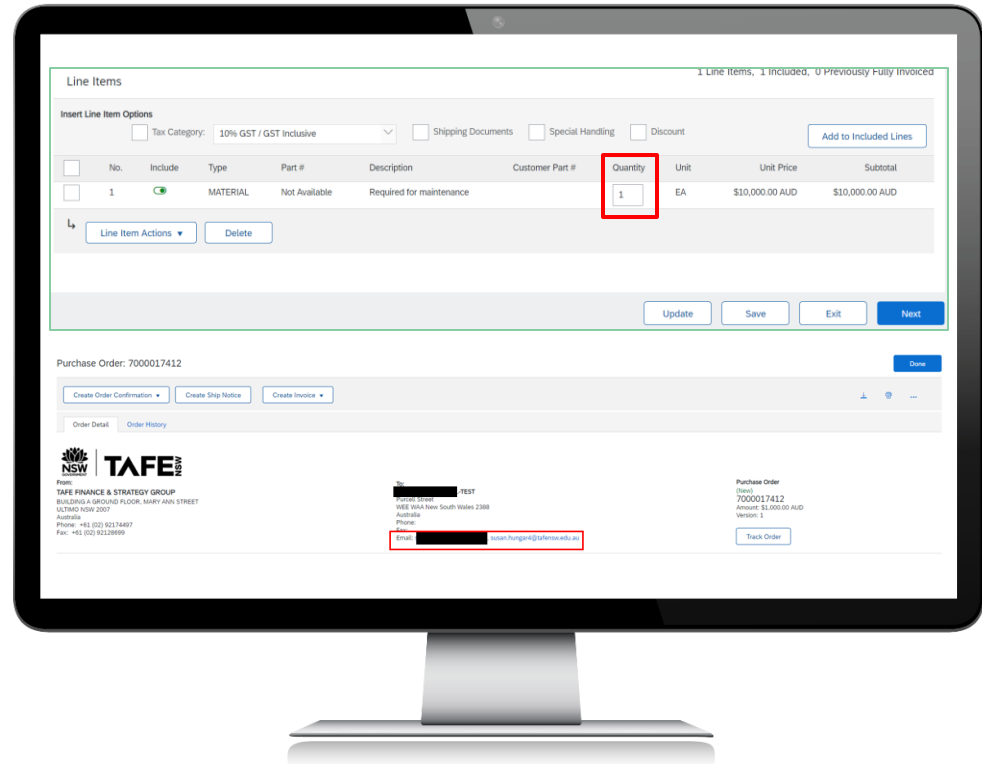 1 Line Items, 1 Included, 0 Previously Fully Invoiced
Line Items
Insert Line Item Options
Tax Category: 10% GST / GST Inclusive Shipping Documents Special Handling Discount Add to Included Lines
No. Include Type Part # Description Customer Part # Quantity Unit Unit Price Subtotal
1 MATERIAL Not Available Required for maintenance 1 EA $10,000.00 AUD $10,000.00 AUD
Line Item Actions ▼ Delete
Update Save Exit Next
Purchase Order: 7000017412 Done
Create Order Confirmation ▼ Create Ship Notice Create Invoice ▼ ...
Order Detail Order History
NSW GOVERNMENT TAFE NSW
From:
TAFE FINANCE & STRATEGY GROUP
BUILDING A GROUND FLOOR, MARY ANN STREET
ULTIMO NSW 2007
Australia
Phone: +61 (02) 92174497
Fax: +61 (02) 92128699
To:
-TEST
Purcell Street
WEE WAA New South Wales 2388
Australia
Phone:
Fax:
Email: susan.hungar4@tafensw.edu.au
Purchase Order
(New)
7000017412
Amount: $1,000.00 AUD
Version: 1
Track Order